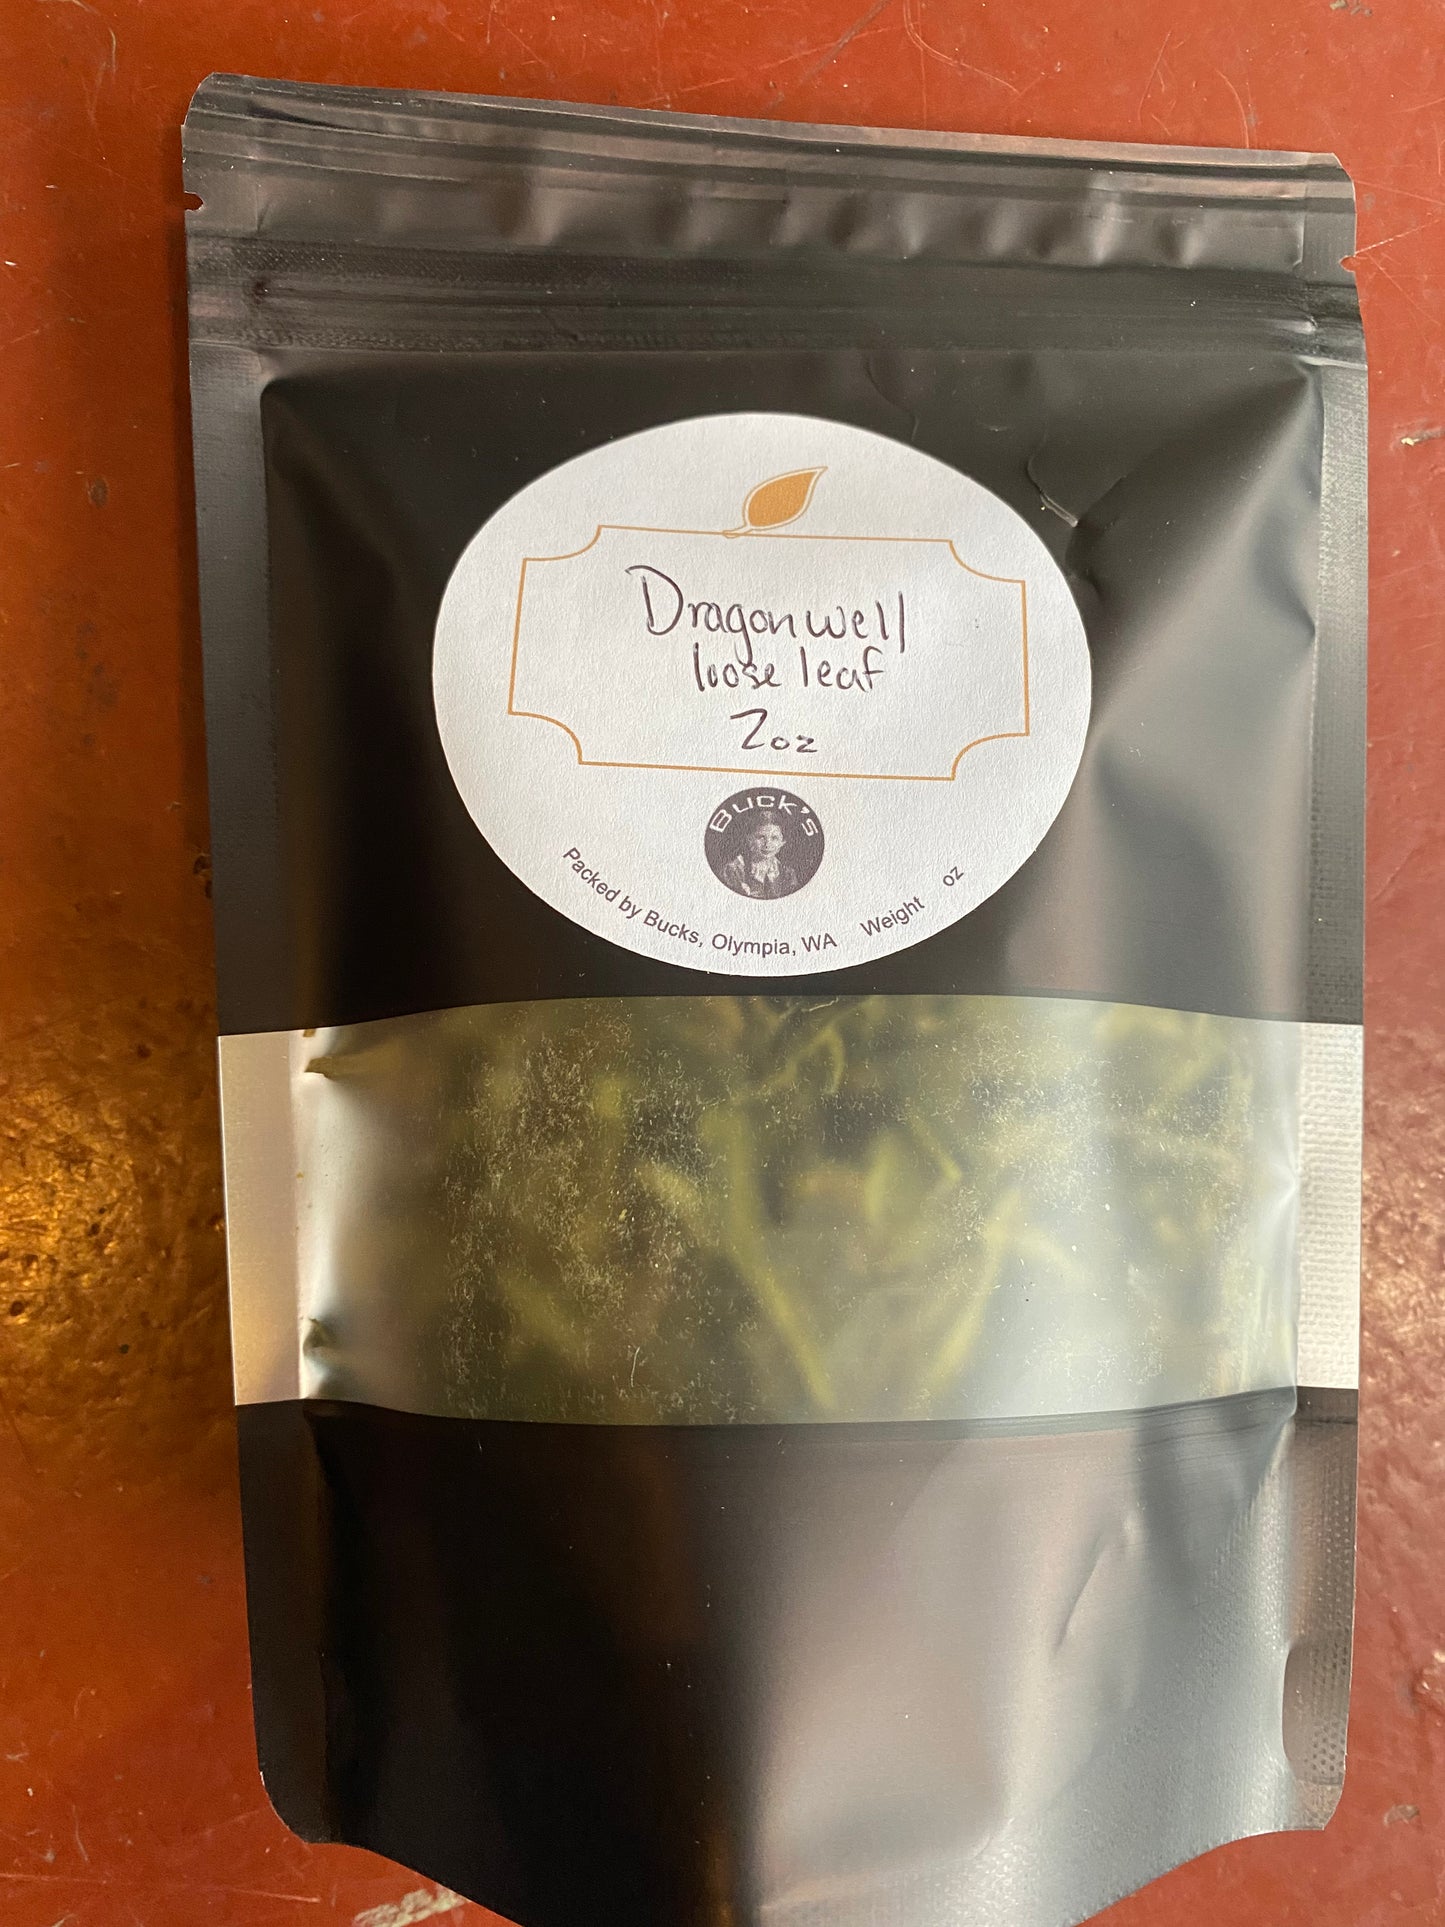 Dragonwell
loose leaf
2oz
Buck's
Packed by Bucks, Olympia, WA Weight oz